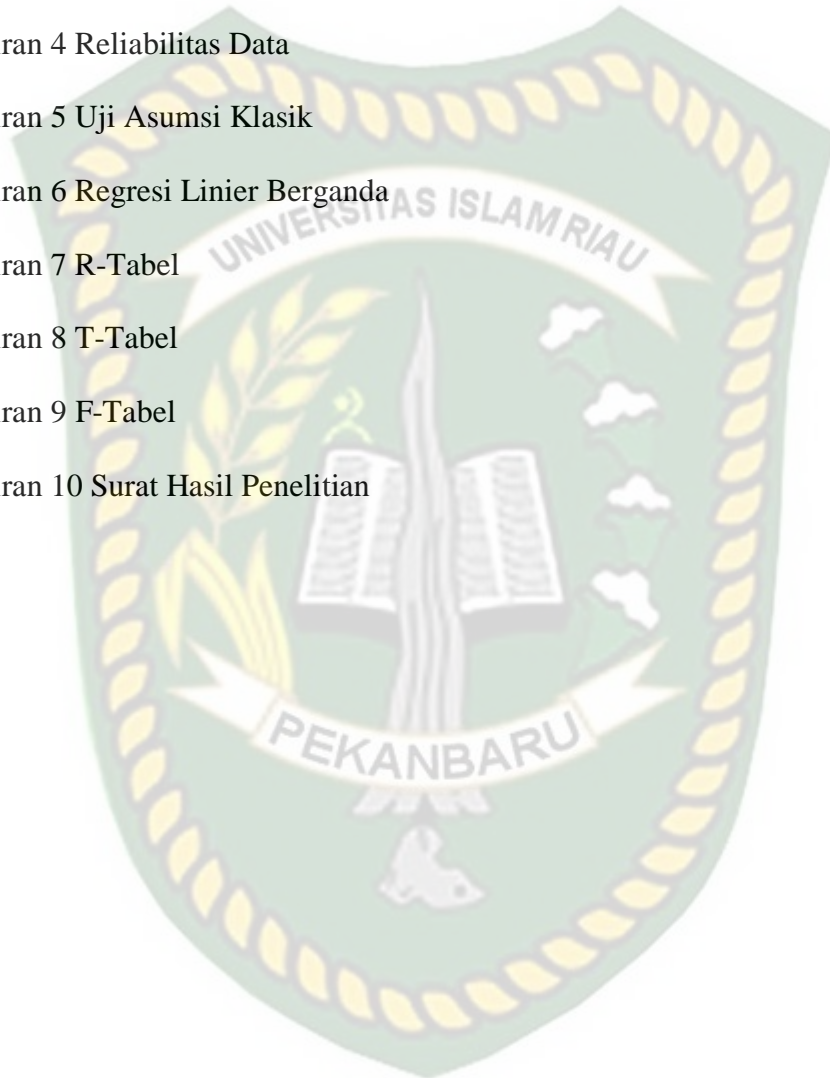 ran 4 Reliabilitas Data
ran 5 Uji Asumsi Klasik
ran 6 Regresi Linier Berganda
UNIVERSITAS ISLAM RIAU
ran 7 R-Tabel
ran 8 T-Tabel
ran 9 F-Tabel
ran 10 Surat Hasil Penelitian
PEKANBARU